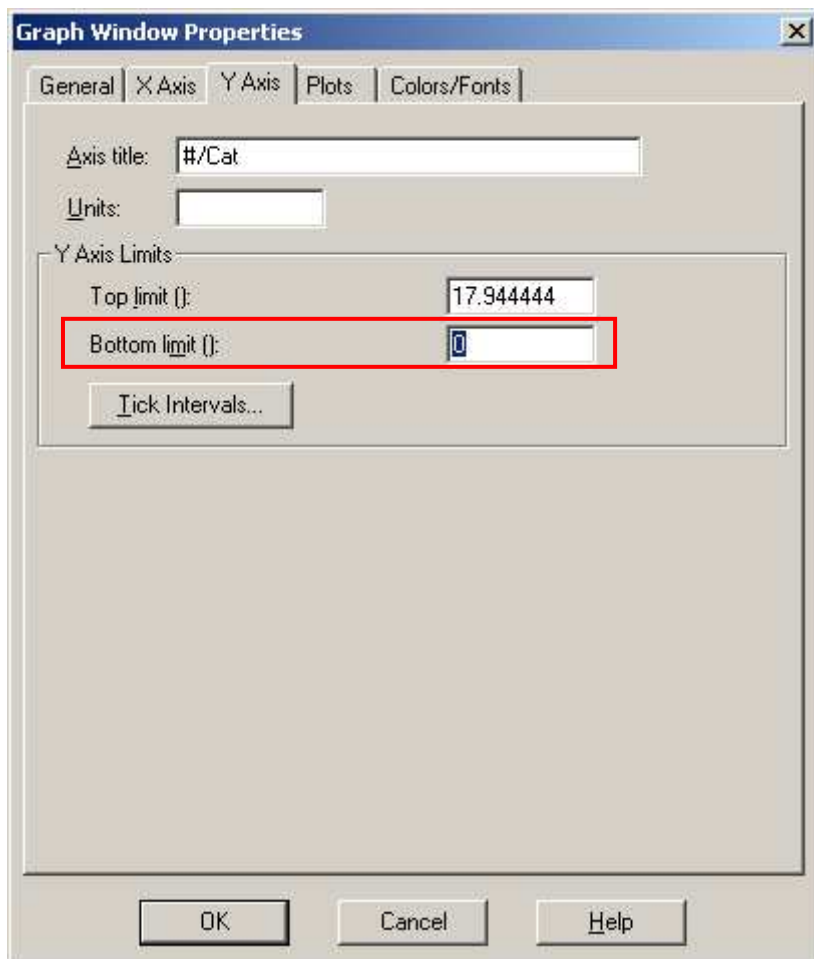 Graph Window Properties
General X Axis Y Axis Plots Colors/Fonts
Axis title: #/Cat
Units:
Y Axis Limits
Top limit (): 17.944444
Bottom limit (): 0
Tick Intervals...
OK Cancel Help